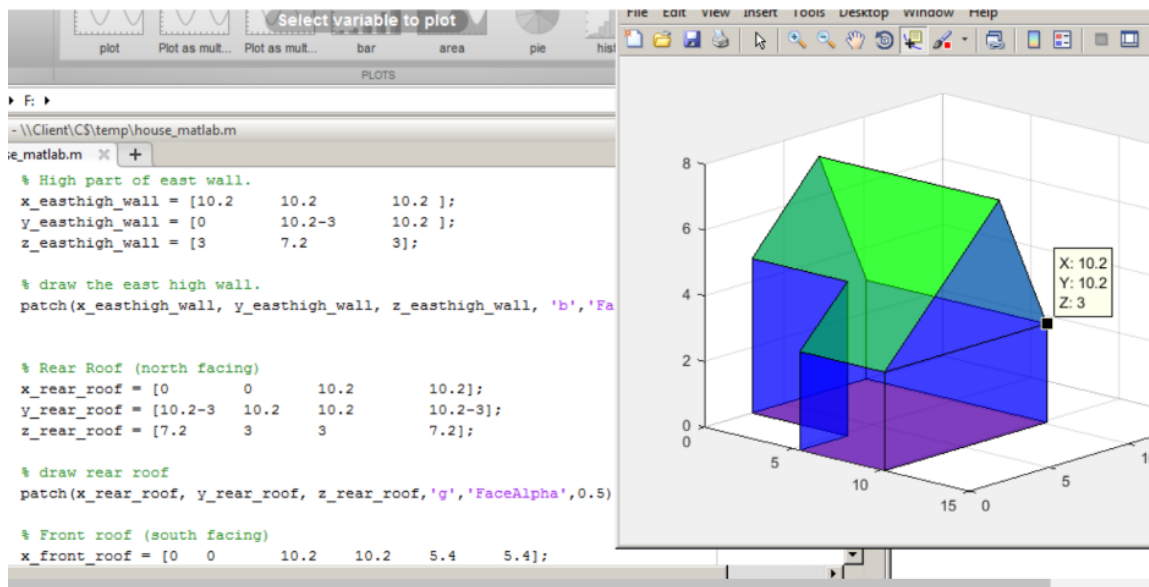 Select variable to plot
plot Plot as mult... Plot as mult... bar area pie hist
PLOTS
F:
- \\Client\C$\temp\house_matlab.m
se_matlab.m
% High part of east wall.
x_easthigh_wall = [10.2 10.2 10.2 ];
y_easthigh_wall = [0 10.2-3 10.2 ];
z_easthigh_wall = [3 7.2 3];
% draw the east high wall.
patch(x_easthigh_wall, y_easthigh_wall, z_easthigh_wall, 'b','Fa
% Rear Roof (north facing)
x_rear_roof = [0 0 10.2 10.2];
y_rear_roof = [10.2-3 10.2 10.2 10.2-3];
z_rear_roof = [7.2 3 3 7.2];
% draw rear roof
patch(x_rear_roof, y_rear_roof, z_rear_roof,'g','FaceAlpha',0.5)
% Front roof (south facing)
x_front_roof = [0 0 10.2 10.2 5.4 5.4];
File Edit View Insert Tools Desktop Window Help
8
6
4
2
0
0
5
10
15
0
5
10
X: 10.2
Y: 10.2
Z: 3